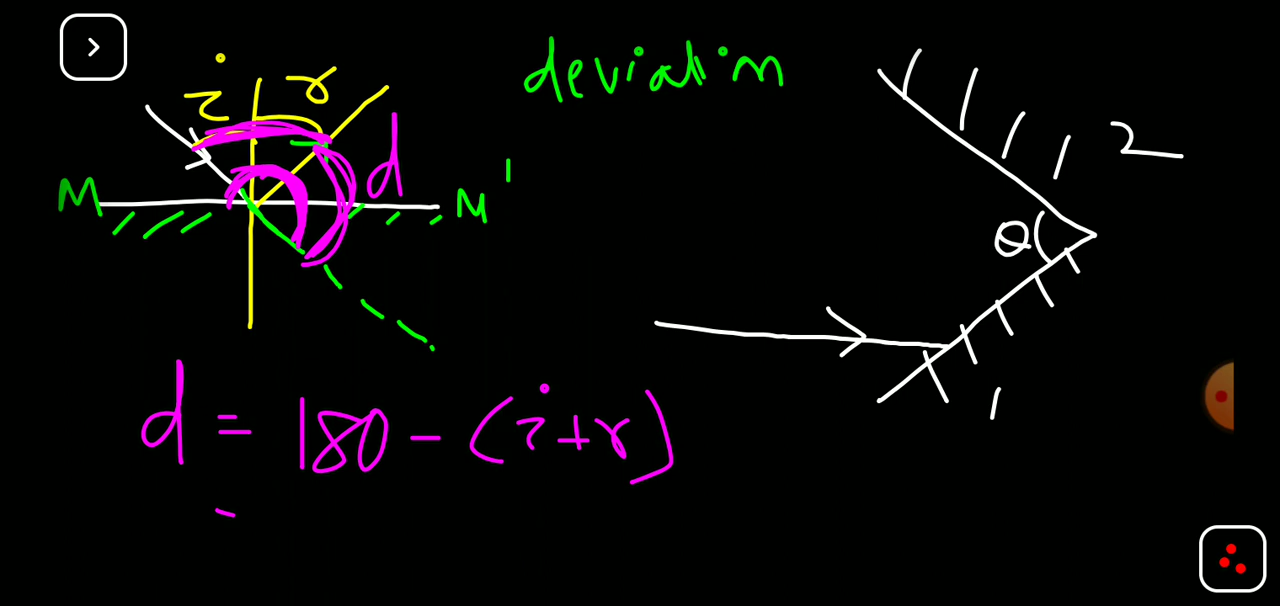 deviation
i r
d
M M'
2
θ
1
d = 180 - (i + r)
=